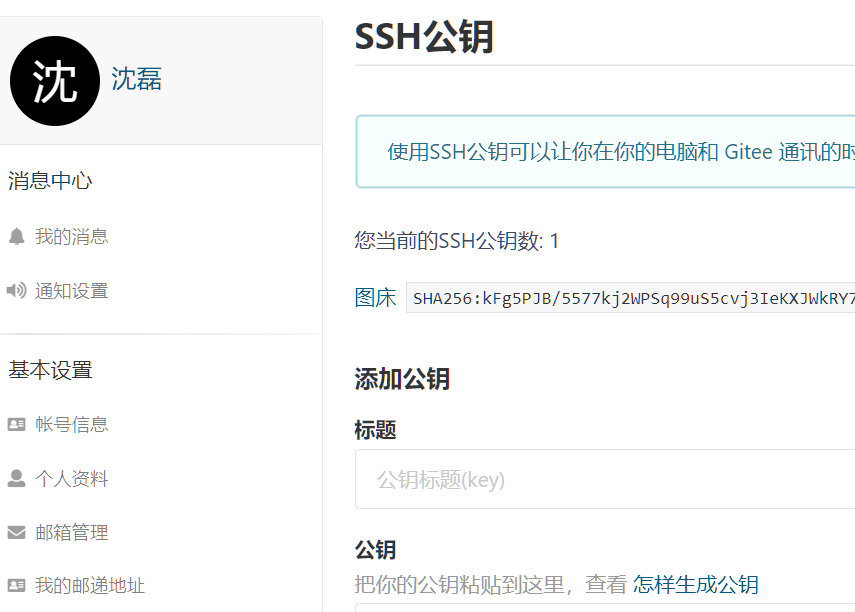 沈 沈磊
消息中心
我的消息
通知设置
基本设置
帐号信息
个人资料
邮箱管理
我的邮递地址
SSH公钥
使用SSH公钥可以让你在你的电脑和 Gitee 通讯的时
您当前的SSH公钥数: 1
图床 SHA256:kFg5PJB/5577kj2WPSq99uS5cvj3IeKXJWkRY7
添加公钥
标题
公钥标题(key)
公钥
把你的公钥粘贴到这里，查看 怎样生成公钥